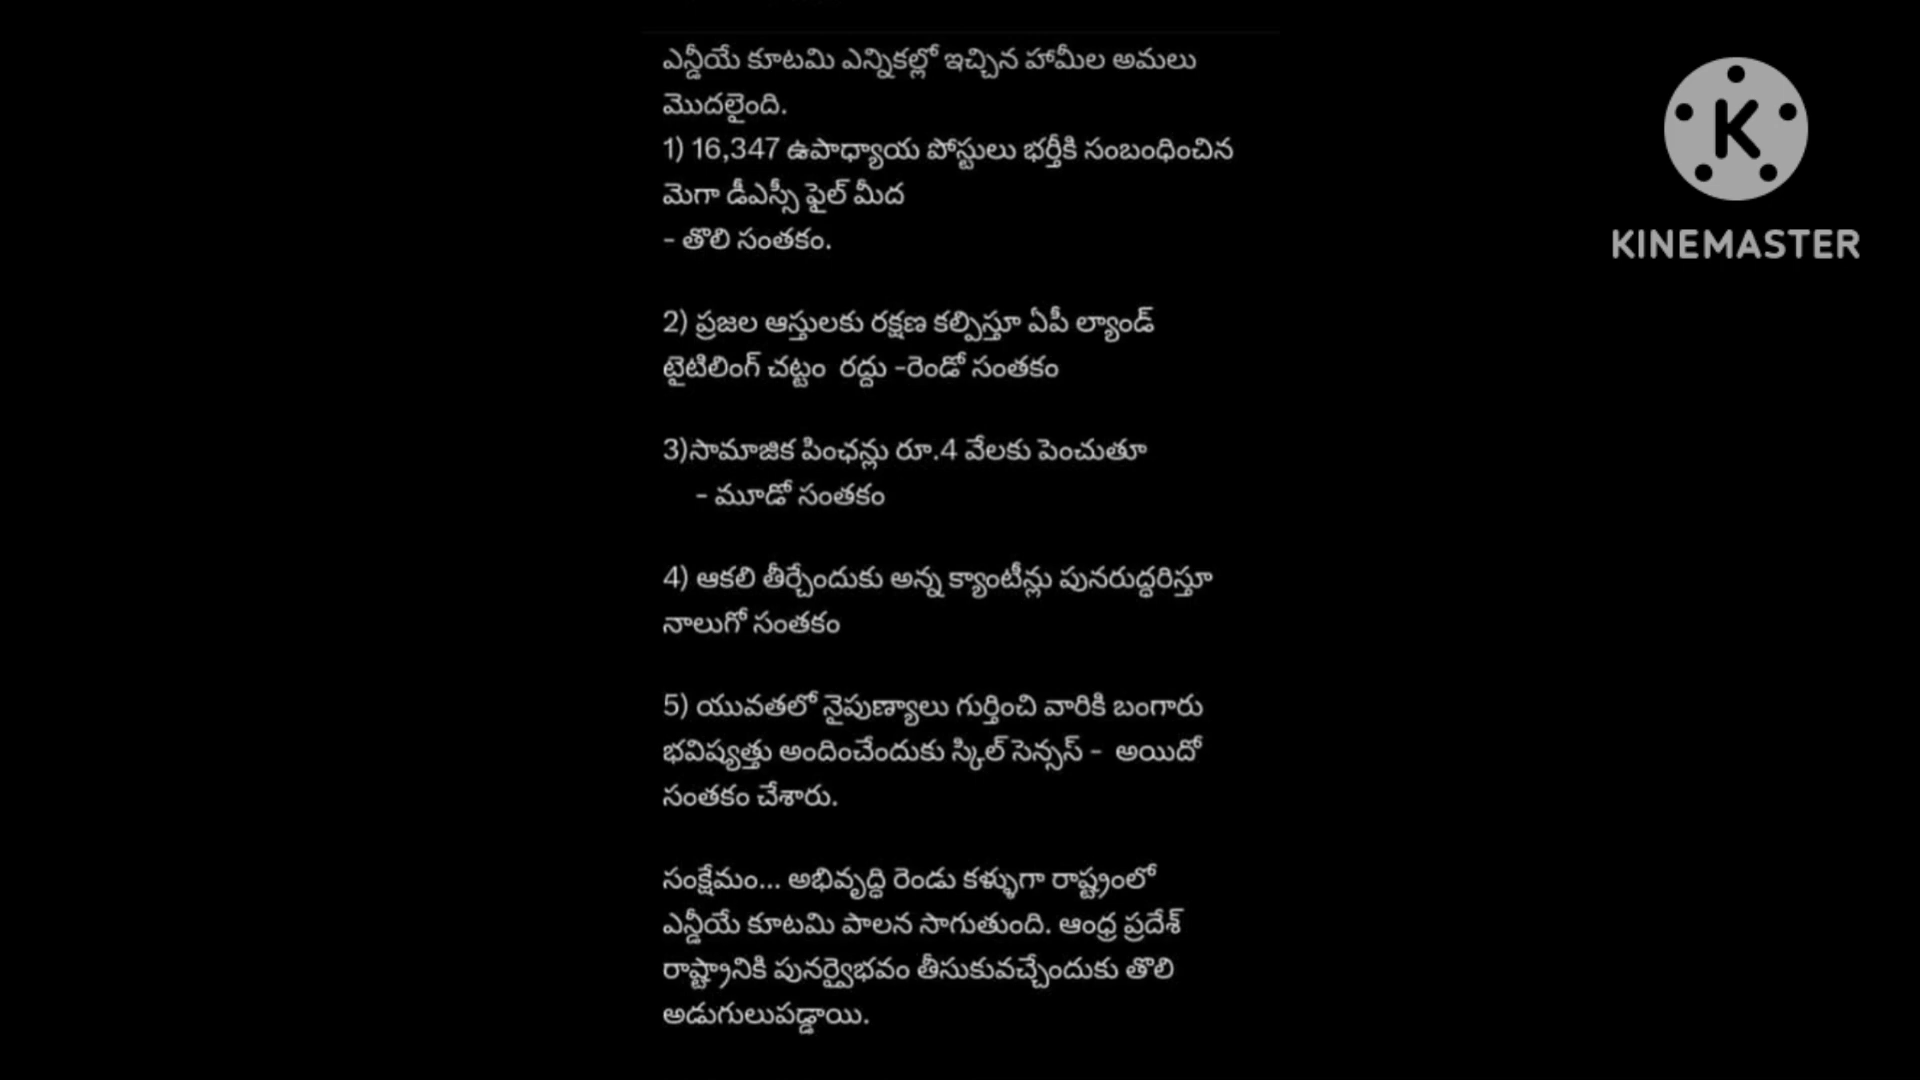 ఎన్డీయే కూటమి ఎన్నికల్లో ఇచ్చిన హామీల అమలు
మొదలైంది.
1) 16,347 ఉపాధ్యాయ పోస్టులు భర్తీకి సంబంధించిన
మెగా డీఎస్సీ ఫైల్ మీద
- తొలి సంతకం.
2) ప్రజల ఆస్తులకు రక్షణ కల్పిస్తూ ఏపీ ల్యాండ్
టైటిలింగ్ చట్టం రద్దు -రెండో సంతకం
3)సామాజిక పింఛన్లు రూ.4 వేలకు పెంచుతూ
- మూడో సంతకం
4) ఆకలి తీర్చేందుకు అన్న క్యాంటీన్లు పునరుద్ధరిస్తూ
నాలుగో సంతకం
5) యువతలో నైపుణ్యాలు గుర్తించి వారికి బంగారు
భవిష్యత్తు అందించేందుకు స్కిల్ సెన్సస్ - అయిదో
సంతకం చేశారు.
సంక్షేమం... అభివృద్ధి రెండు కళ్ళుగా రాష్ట్రంలో
ఎన్డీయే కూటమి పాలన సాగుతుంది. ఆంధ్ర ప్రదేశ్
రాష్ట్రానికి పునర్వైభవం తీసుకువచ్చేందుకు తొలి
అడుగులుపడ్డాయి.
K
KINEMASTER